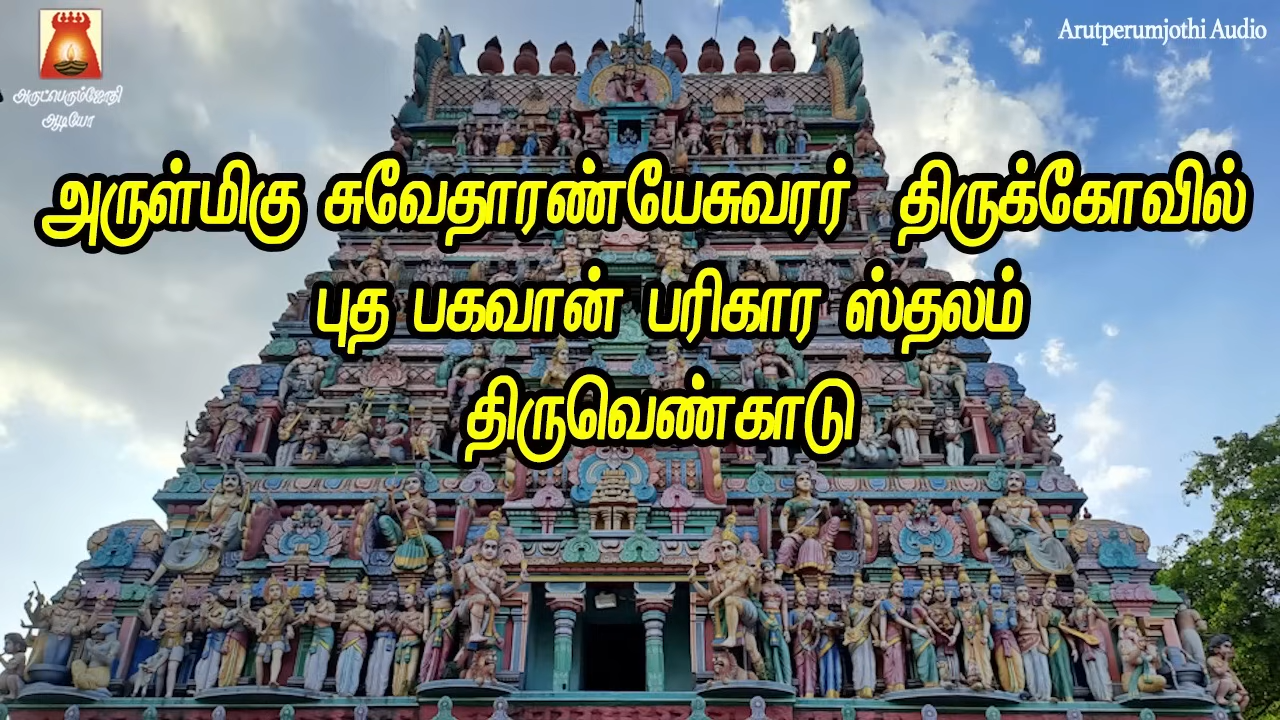 Arutperumjothi Audio
அருட்பெரும்ஜோதி
ஆடியோ
அருள்மிகு சுவேதாரண்யேசுவரர் திருக்கோவில்
புத பகவான் பரிகார ஸ்தலம்
திருவெண்காடு